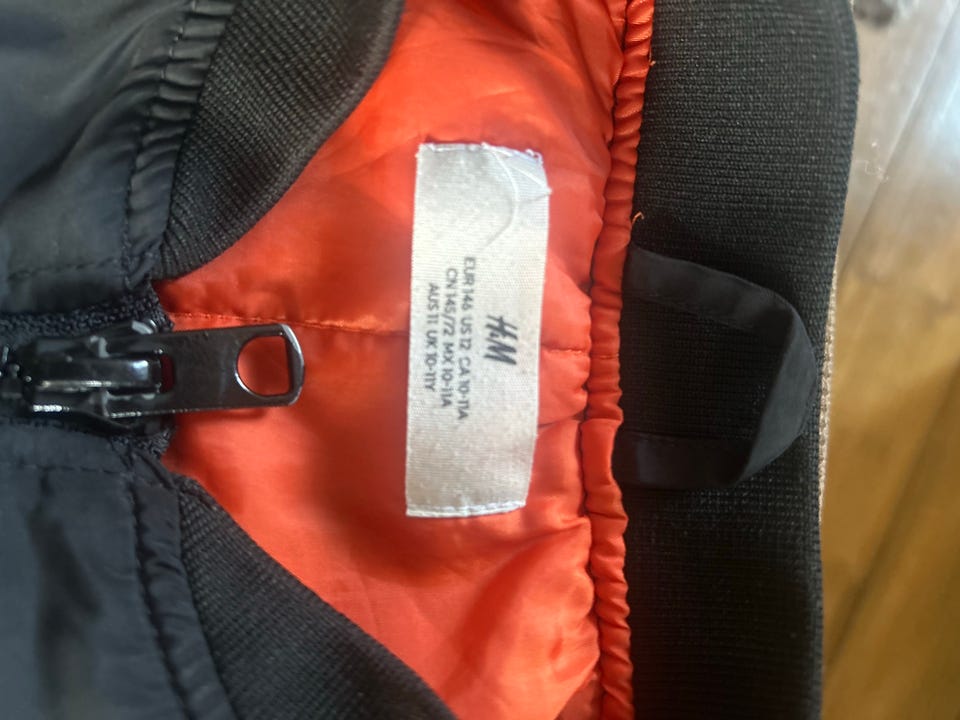 H&M
EUR 146 US 12 CA 10-11A
CN 145/72 MX 10-11A
AUS 11 UK 10-11Y